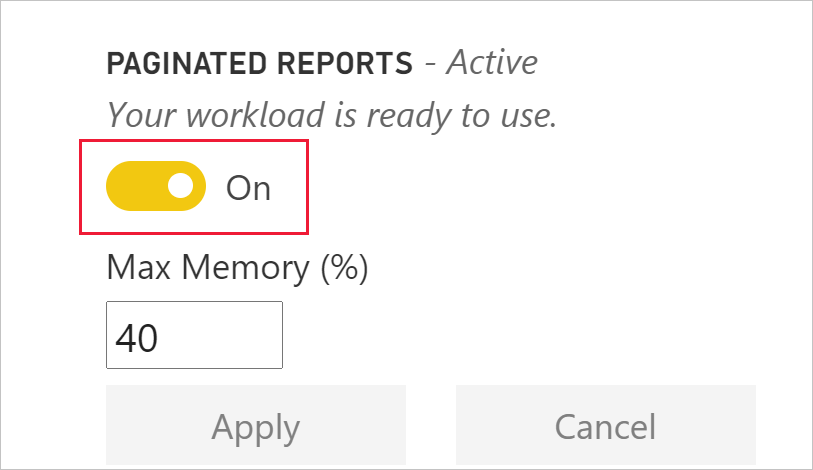 PAGINATED REPORTS - Active
Your workload is ready to use.
On
Max Memory (%)
40
Apply
Cancel